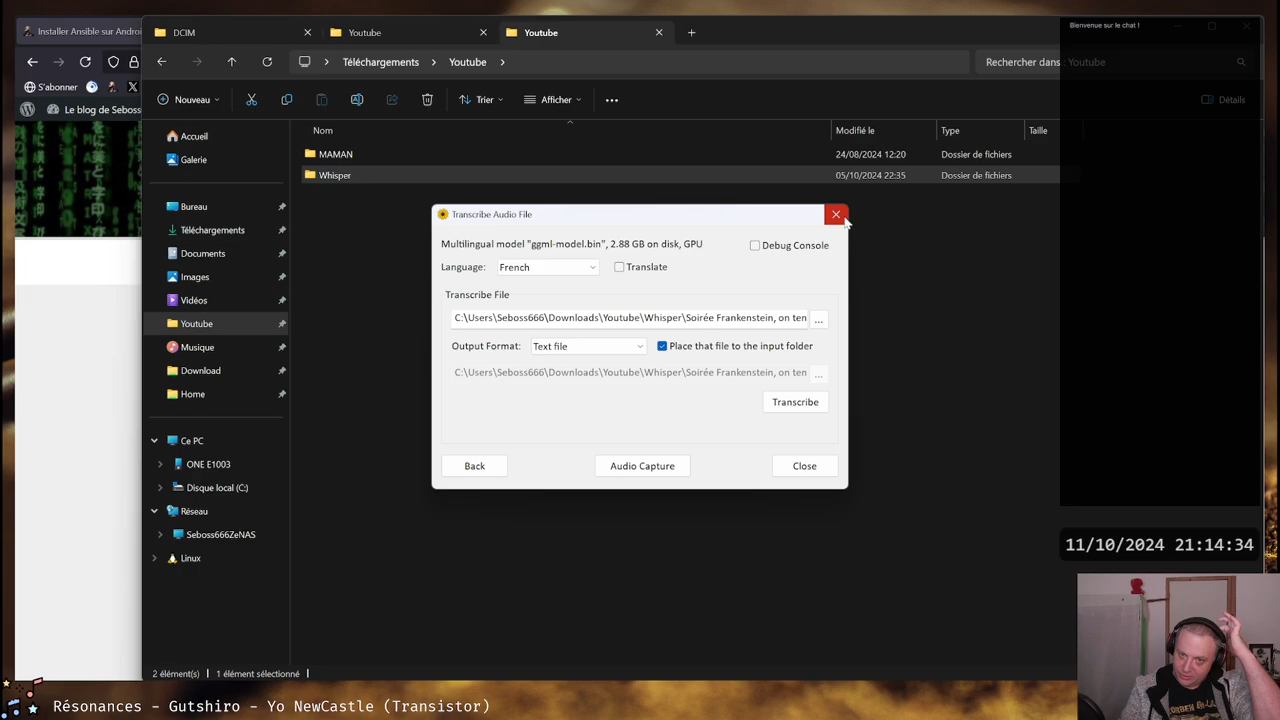 Installer Ansible sur Andro
DCIM
Youtube
Youtube
Bienvenue sur le chat !
Téléchargements
Youtube
Rechercher dans : Youtube
S'abonner
Nouveau
Trier
Afficher
Détails
Le blog de Seboss
Accueil
Galerie
Bureau
Téléchargements
Documents
Images
Vidéos
Youtube
Musique
Download
Home
Ce PC
ONE E1003
Disque local (C:)
Réseau
Seboss666ZeNAS
Linux
Nom
Modifié le
Type
Taille
MAMAN
24/08/2024 12:20
Dossier de fichiers
Whisper
05/10/2024 22:35
Dossier de fichiers
Transcribe Audio File
Multilingual model "ggml-model.bin", 2.88 GB on disk, GPU
Debug Console
Language:
French
Translate
Transcribe File
C:\Users\Seboss666\Downloads\Youtube\Whisper\Soirée Frankenstein, on ten
...
Output Format:
Text file
Place that file to the input folder
C:\Users\Seboss666\Downloads\Youtube\Whisper\Soirée Frankenstein, on ten
...
Transcribe
Back
Audio Capture
Close
11/10/2024 21:14:34
2 élément(s)
1 élément sélectionné
Résonances - Gutshiro - Yo NewCastle (Transistor)